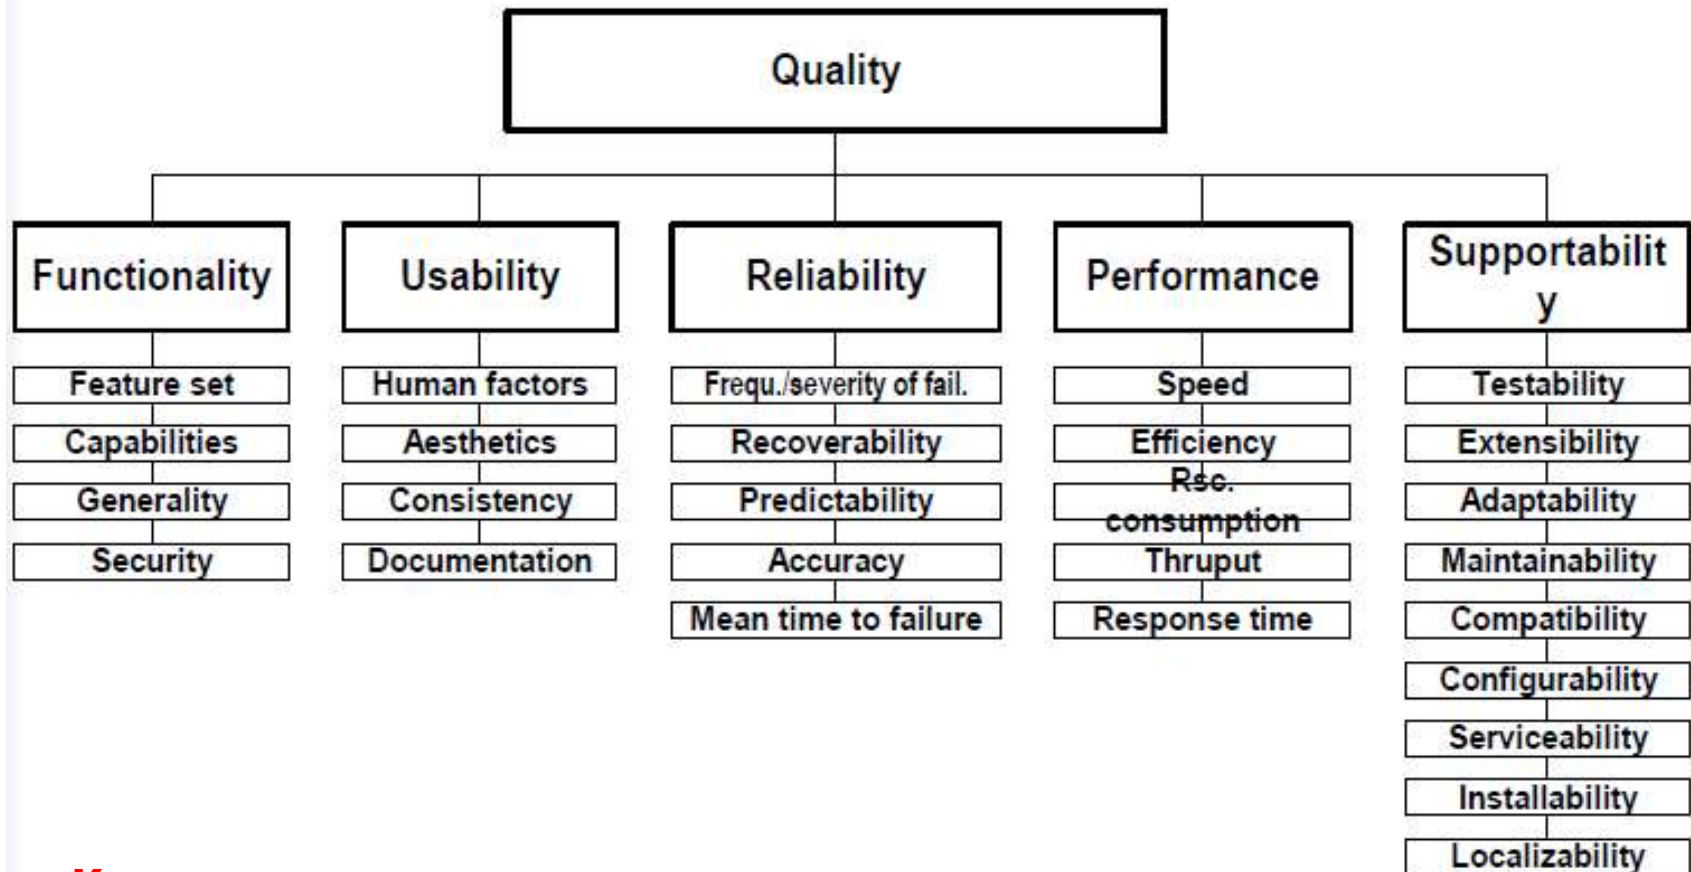 Quality
Functionality
Usability
Reliability
Performance
Supportabilit
y
Feature set
Capabilities
Generality
Security
Human factors
Aesthetics
Consistency
Documentation
Frequ./severity of fail.
Recoverability
Predictability
Accuracy
Mean time to failure
Speed
Efficiency
Rsc.
consumption
Thruput
Response time
Testability
Extensibility
Adaptability
Maintainability
Compatibility
Configurability
Serviceability
Installability
Localizability